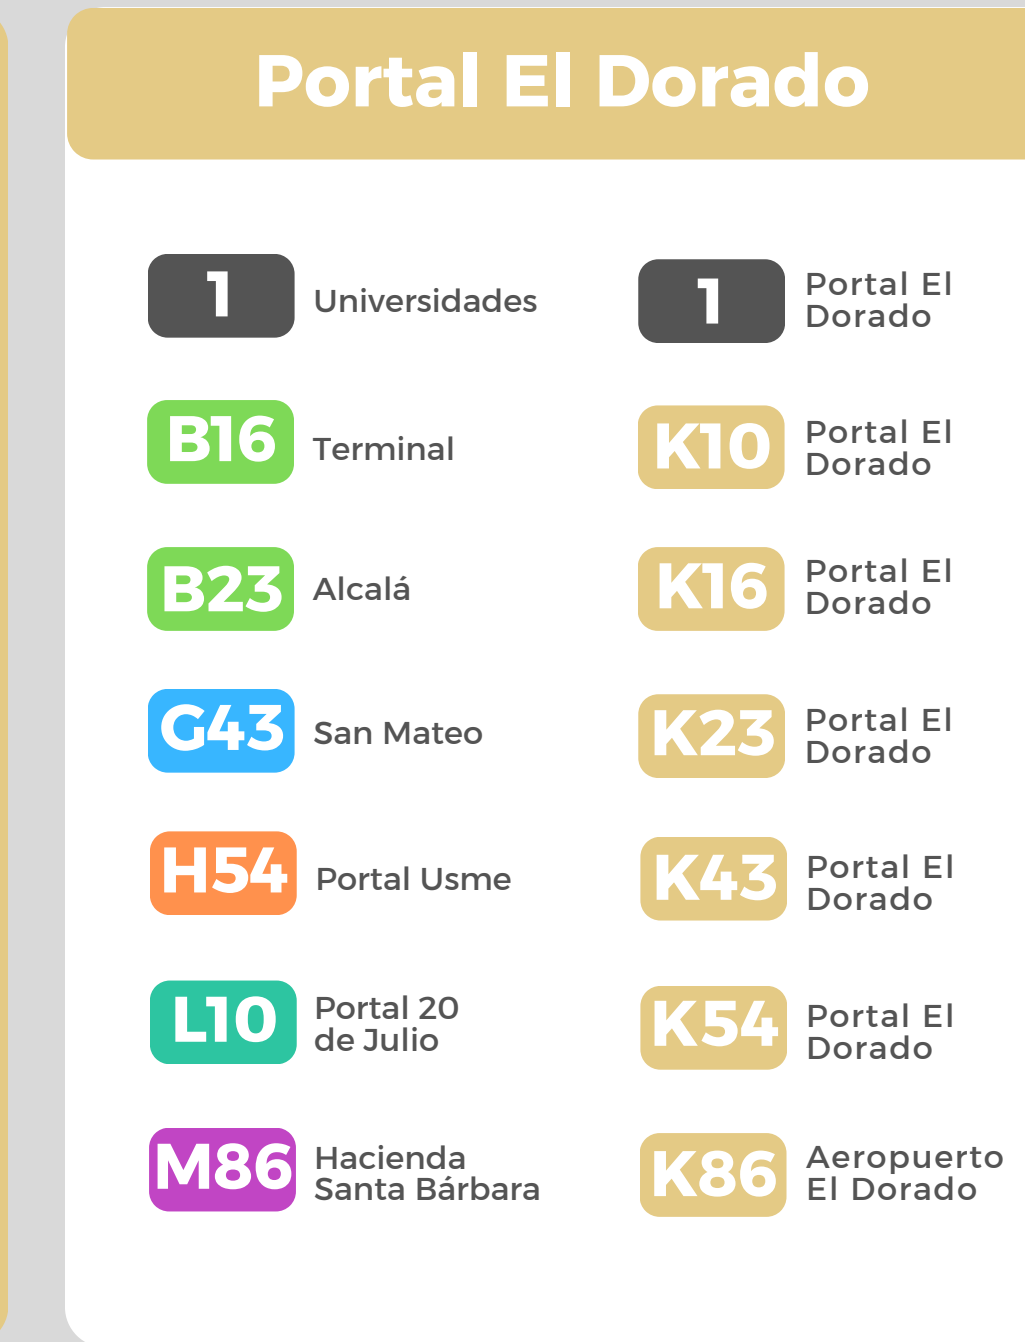 Portal El Dorado
1
Universidades
1
Portal El
Dorado
B16
Terminal
K10
Portal El
Dorado
B23
Alcalá
K16
Portal El
Dorado
G43
San Mateo
K23
Portal El
Dorado
H54
Portal Usme
K43
Portal El
Dorado
L10
Portal 20
de Julio
K54
Portal El
Dorado
M86
Hacienda
Santa Bárbara
K86
Aeropuerto
El Dorado